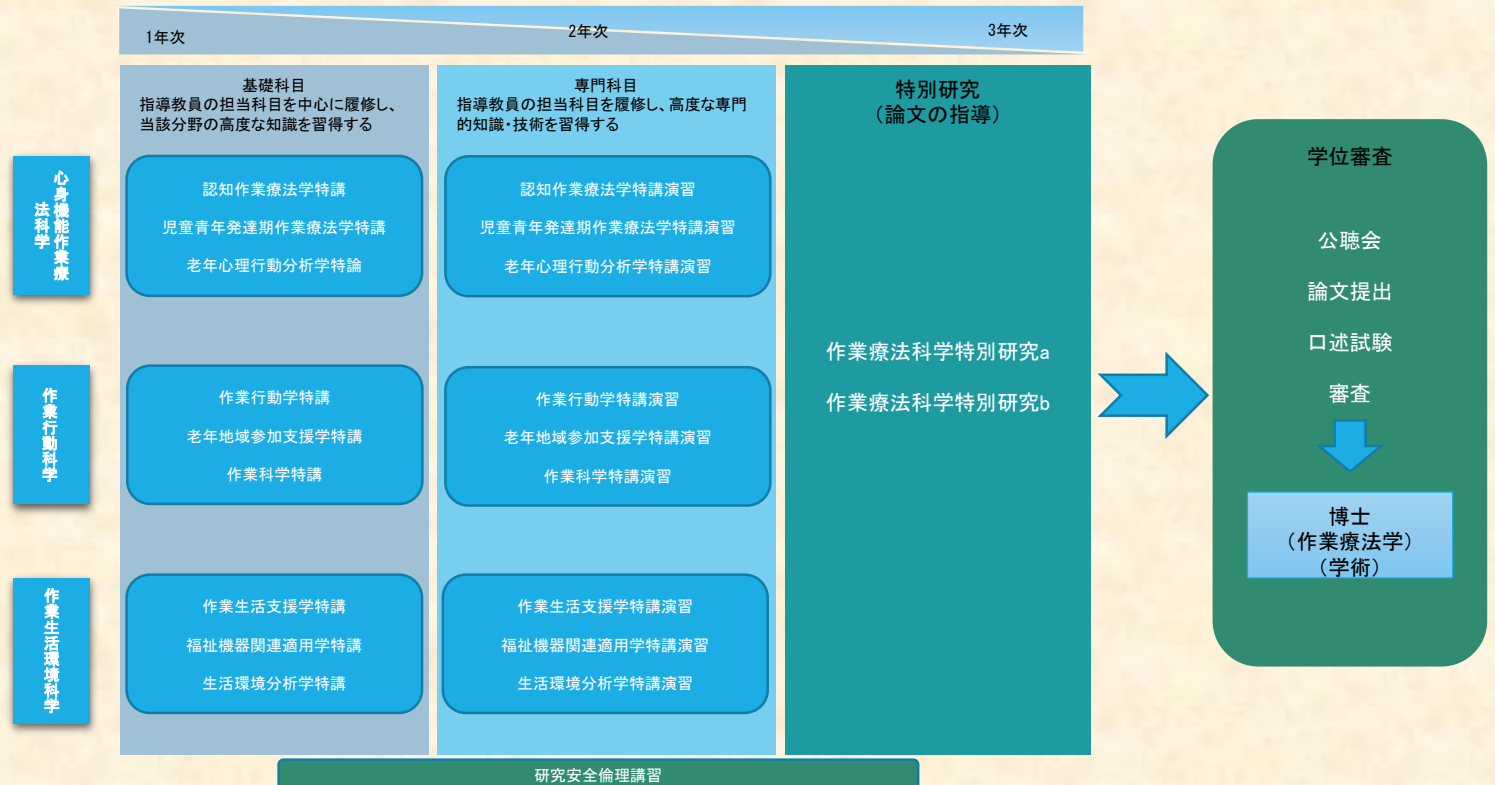 1年次
2年次
3年次
基礎科目
指導教員の担当科目を中心に履修し、
当該分野の高度な知識を習得する
専門科目
指導教員の担当科目を履修し、高度な専門
的知識・技術を習得する
特別研究
（論文の指導）
心身機能作業療
法科学
認知作業療法学特講
児童青年発達期作業療法学特講
老年心理行動分析学特論
認知作業療法学特講演習
児童青年発達期作業療法学特講演習
老年心理行動分析学特講演習
作業行動科学
作業行動学特講
老年地域参加支援学特講
作業科学特講
作業行動学特講演習
老年地域参加支援学特講演習
作業科学特講演習
作業生活環境科学
作業生活支援学特講
福祉機器関連適用学特講
生活環境分析学特講
作業生活支援学特講演習
福祉機器関連適用学特講演習
生活環境分析学特講演習
作業療法科学特別研究a
作業療法科学特別研究b
研究安全倫理講習
学位審査
公聴会
論文提出
口述試験
審査
博士
（作業療法学）
（学術）